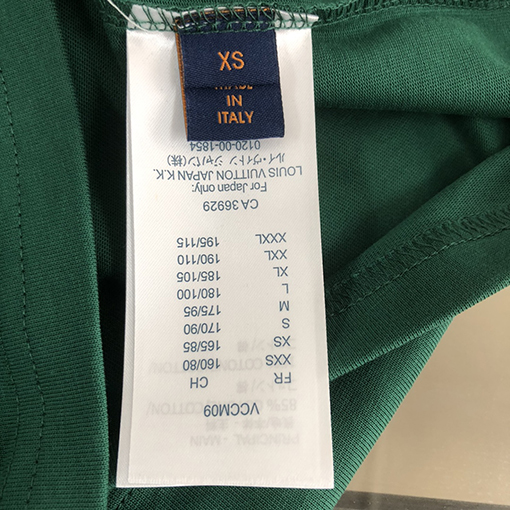 XS
MADE
IN
ITALY
VCCM09
FR CH
XXS 160/80
XS 165/85
S 170/90
M 175/95
L 180/100
XL 185/105
XXL 190/110
XXXL 195/115
CA 36929
For Japan only:
LOUIS VUITTON JAPAN K.K.
ルイ・ヴィトン ジャパン(株)
0120-00-1854